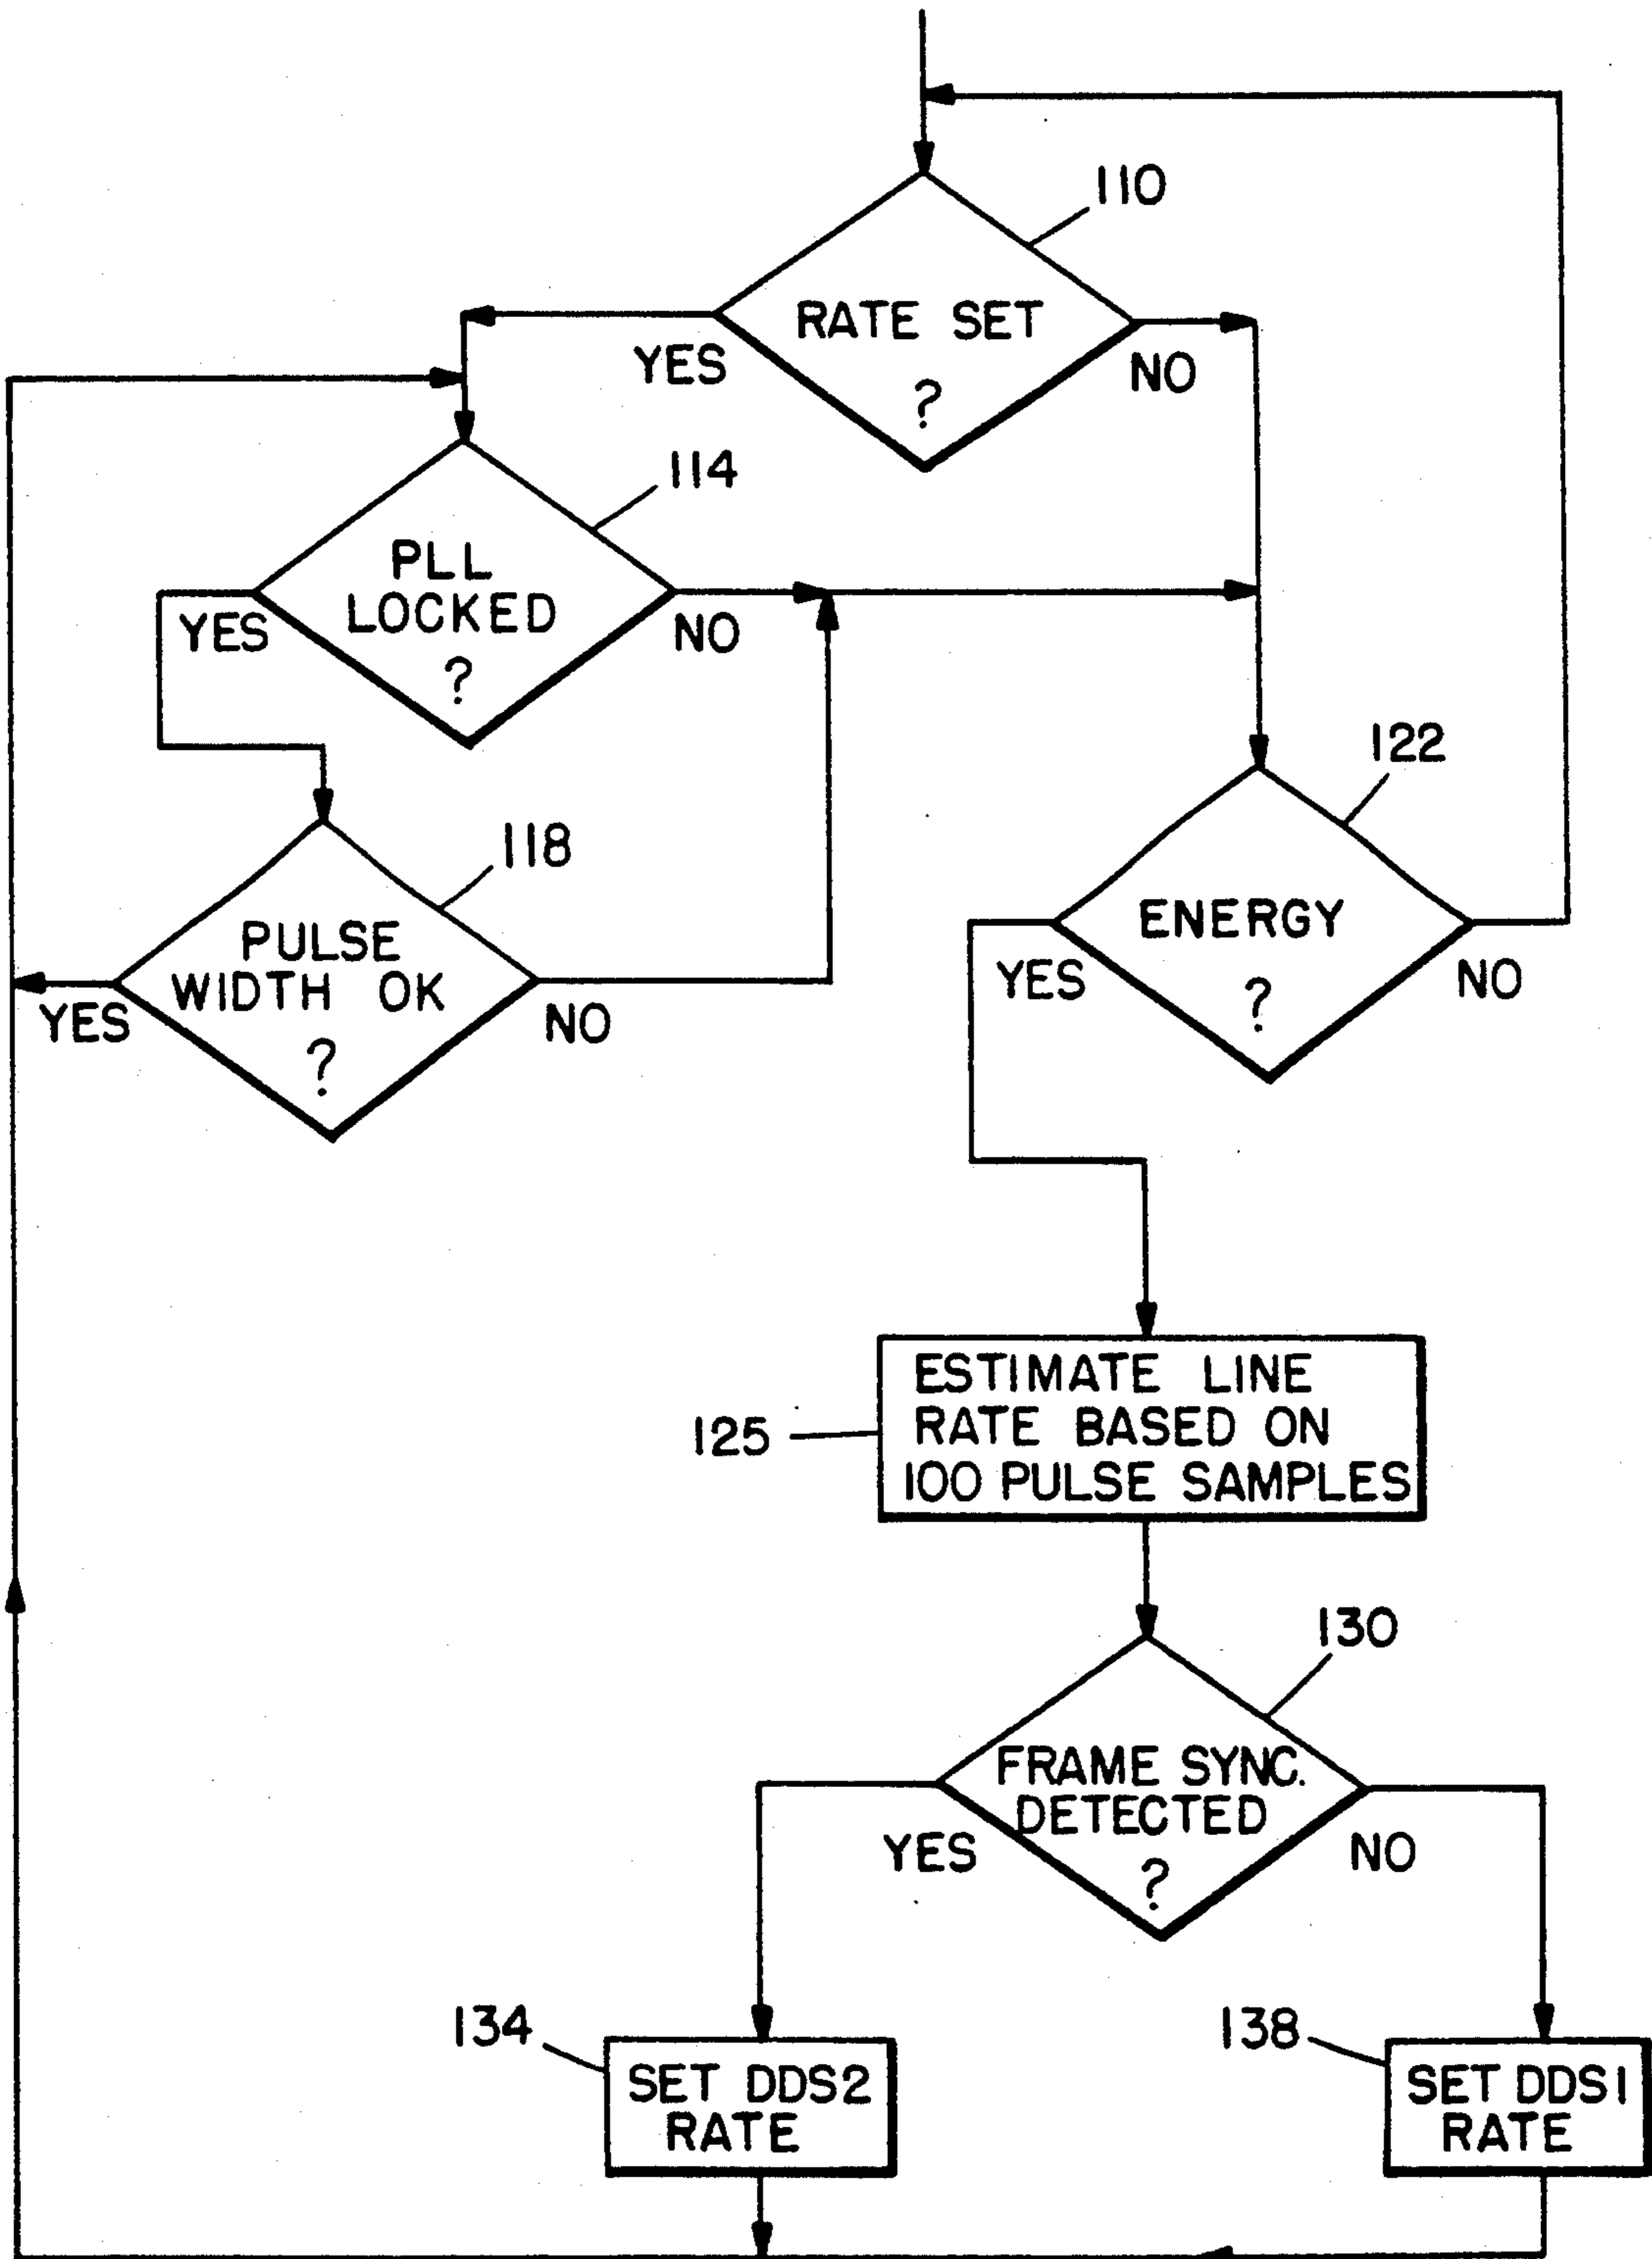 110
RATE SET
?
YES
NO
114
PLL
LOCKED
?
YES
NO
122
118
ENERGY
?
YES
NO
PULSE
WIDTH OK
?
YES
NO
ESTIMATE LINE
RATE BASED ON
100 PULSE SAMPLES
125
130
FRAME SYNC.
DETECTED
?
YES
NO
134
138
SET DDS2
RATE
SET DDS1
RATE